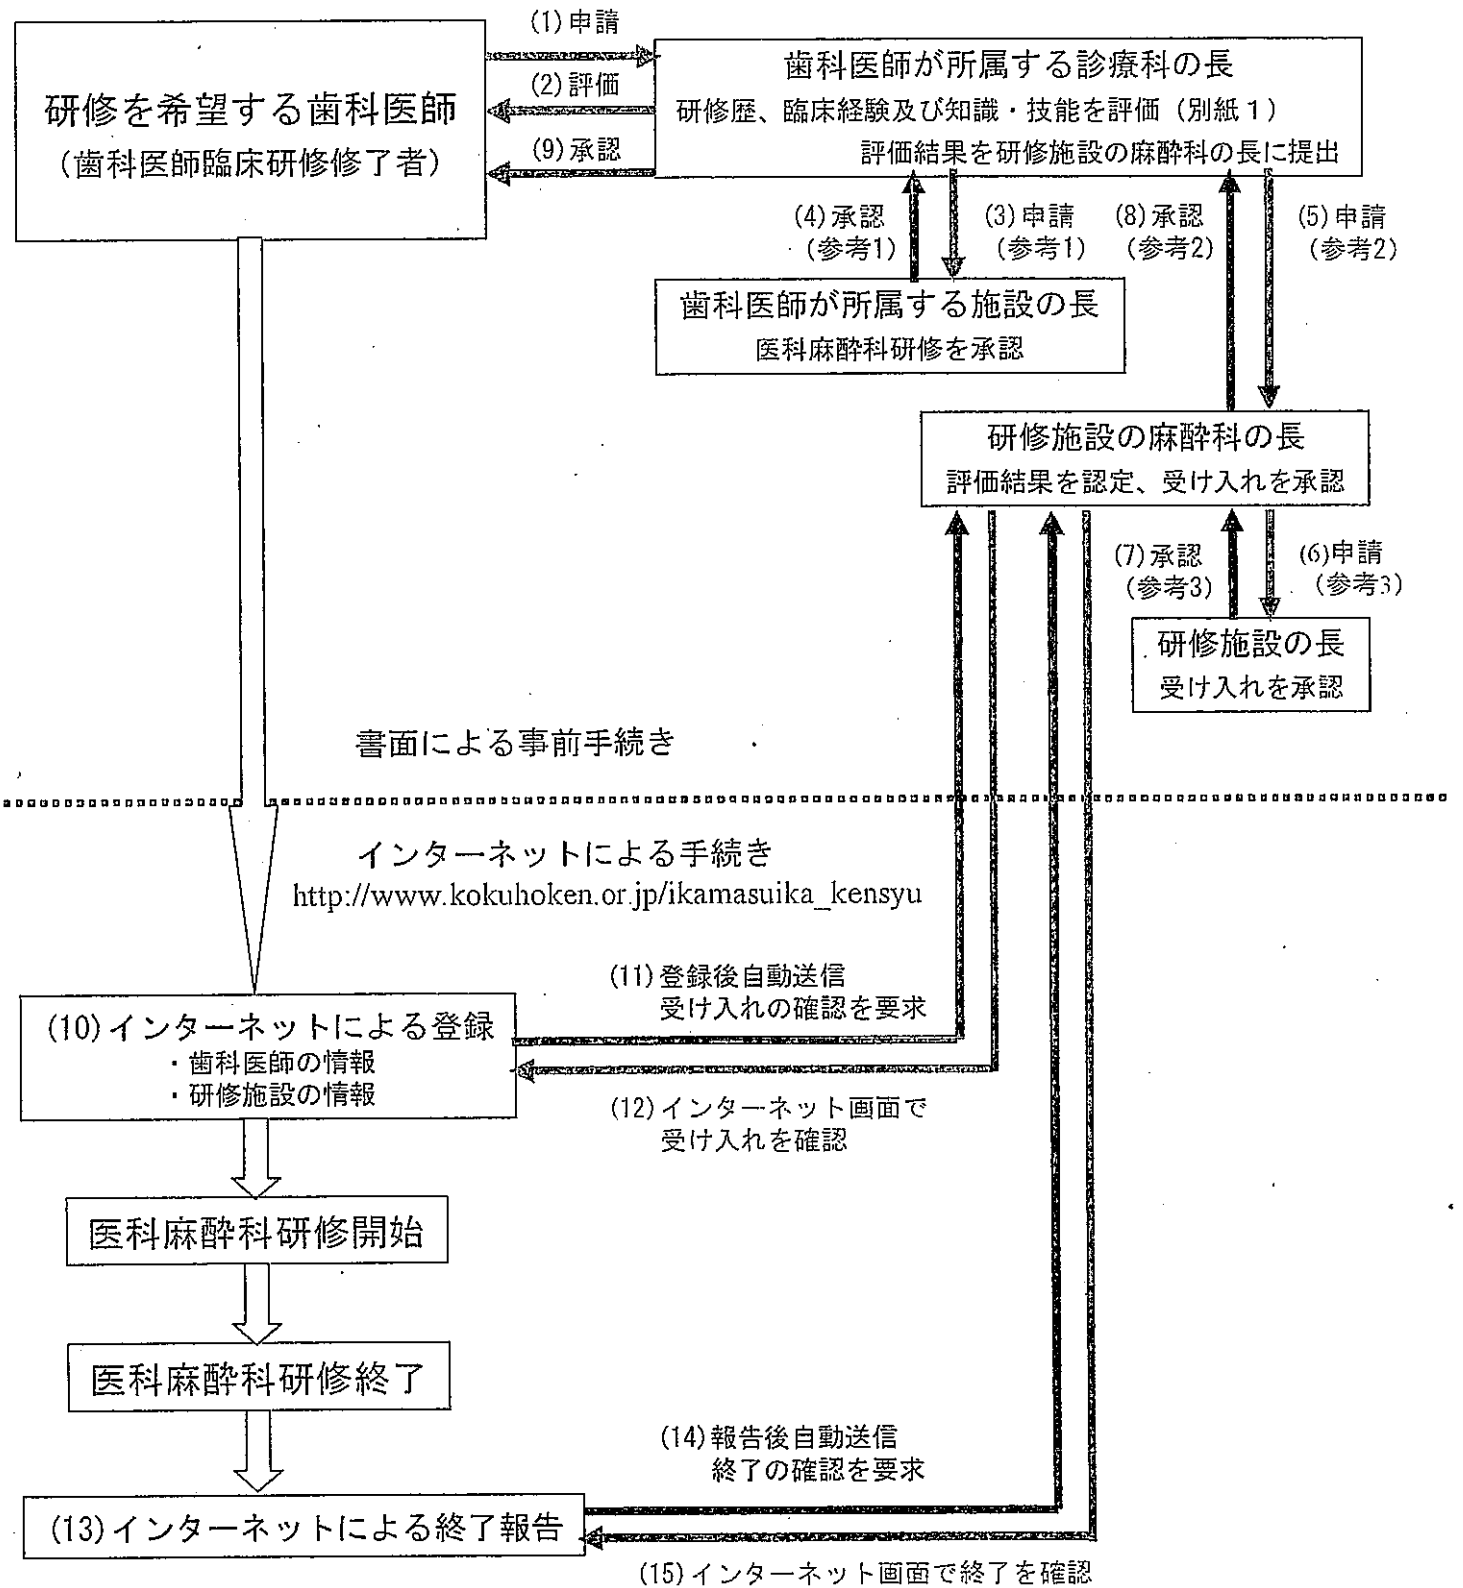 (1)申請
研修を希望する歯科医師
(歯科医師臨床研修修了者)
(2)評価
(9)承認
歯科医師が所属する診療科の長
研修歴、臨床経験及び知識・技能を評価(別紙1)
評価結果を研修施設の麻酔科の長に提出
(4)承認
(参考1)
(3)申請
(参考1)
(8)承認
(参考2)
(5)申請
(参考2)
歯科医師が所属する施設の長
医科麻酔科研修を承認
研修施設の麻酔科の長
評価結果を認定、受け入れを承認
(7)承認
(参考3)
(6)申請
(参考3)
研修施設の長
受け入れを承認
書面による事前手続き
インターネットによる手続き
http://www.kokuhoken.or.jp/ikamasuika_kensyu
(10)インターネットによる登録
・歯科医師の情報
・研修施設の情報
(11)登録後自動送信
受け入れの確認を要求
(12)インターネット画面で
受け入れを確認
医科麻酔科研修開始
医科麻酔科研修終了
(14)報告後自動送信
終了の確認を要求
(13)インターネットによる終了報告
(15)インターネット画面で終了を確認